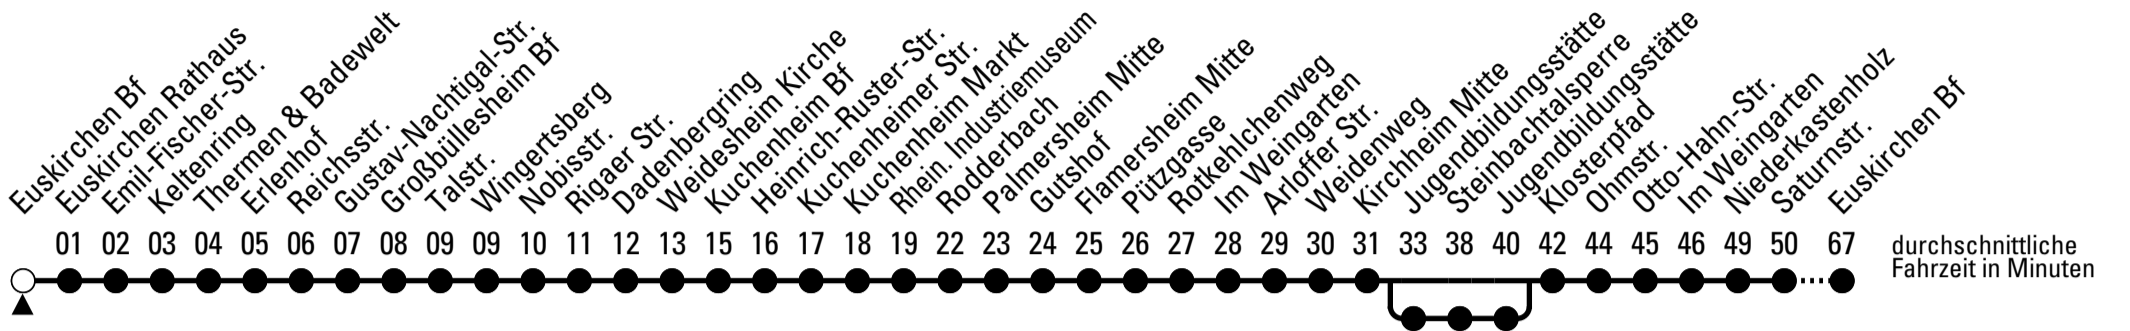 Euskirchen Bf
Euskirchen Rathaus
Emil-Fischer-Str.
Keltenring
Thermen & Badewelt
Erlenhof
Reichsstr.
Gustav-Nachtigal-Str.
Großbüllesheim Bf
Talstr.
Wingertsberg
Nobisstr.
Rigaer Str.
Dadenbergring
Weidesheim Kirche
Kuchenheim Bf
Heinrich-Ruster-Str.
Kuchenheimer Str.
Kuchenheim Markt
Rhein. Industriemuseum
Rodderbach
Palmersheim Mitte
Gutshof
Flamersheim Mitte
Pützgasse
Rotkehlchenweg
Im Weingarten
Arloffer Str.
Weidenweg
Kirchheim Mitte
Jugendbildungsstätte
Steinbachtalsperre
Jugendbildungsstätte
Klosterpfad
Ohmstr.
Otto-Hahn-Str.
Im Weingarten
Niederkastenholz
Saturnstr.
Euskirchen Bf
01 02 03 04 05 06 07 08 09 09 10 11 12 13 15 16 17 18 19 22 23 24 25 26 27 28 29 30 31 33 38 40 42 44 45 46 49 50 67
durchschnittliche
Fahrzeit in Minuten